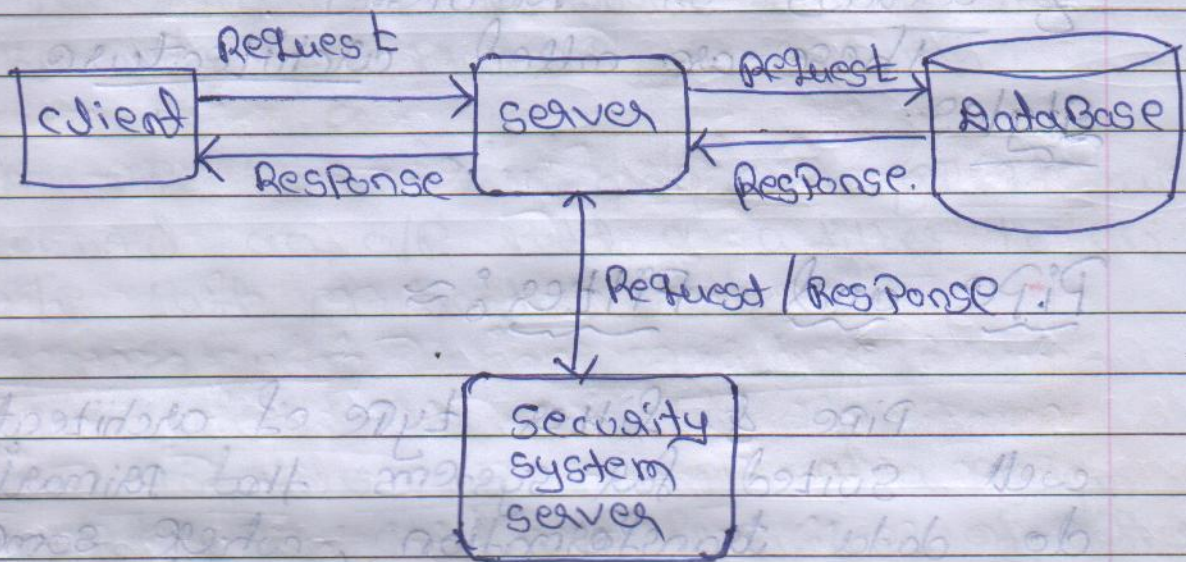 Request
Request
client
server
DataBase
Response
Response.
Request / Response.
security
system
server